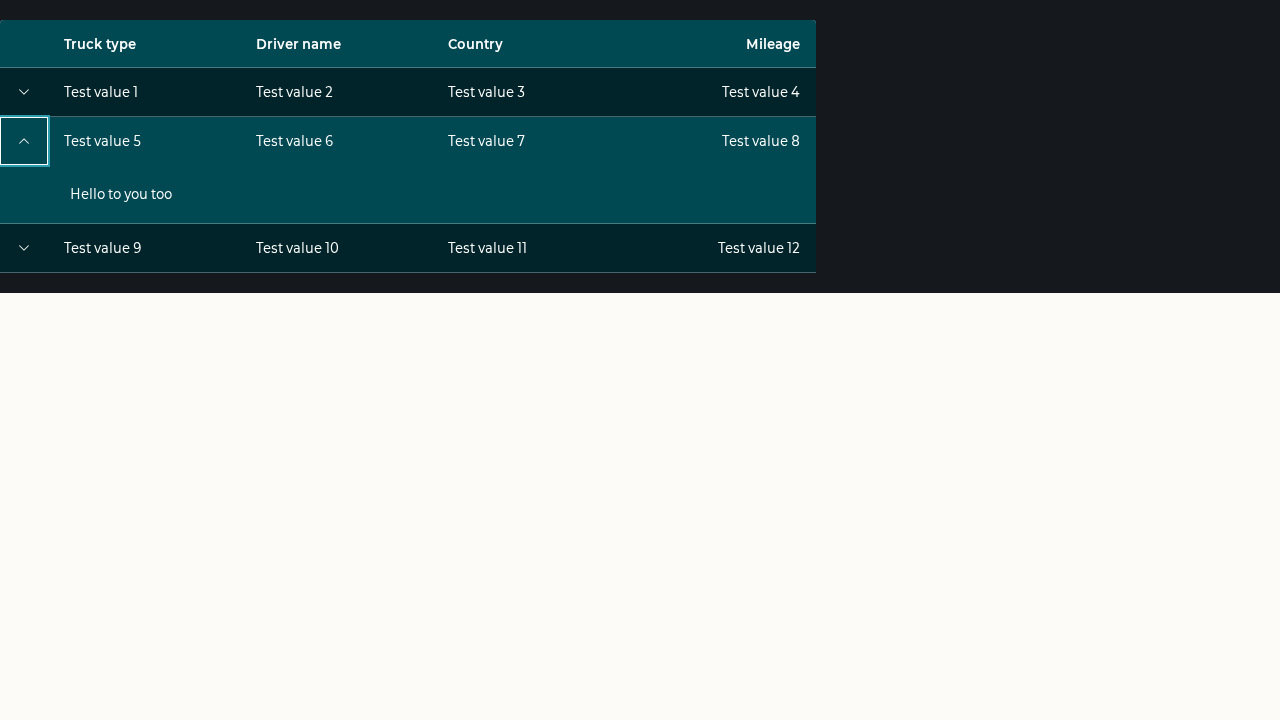 Truck type Driver name Country Mileage
Test value 1 Test value 2 Test value 3 Test value 4
Test value 5 Test value 6 Test value 7 Test value 8
Hello to you too
Test value 9 Test value 10 Test value 11 Test value 12